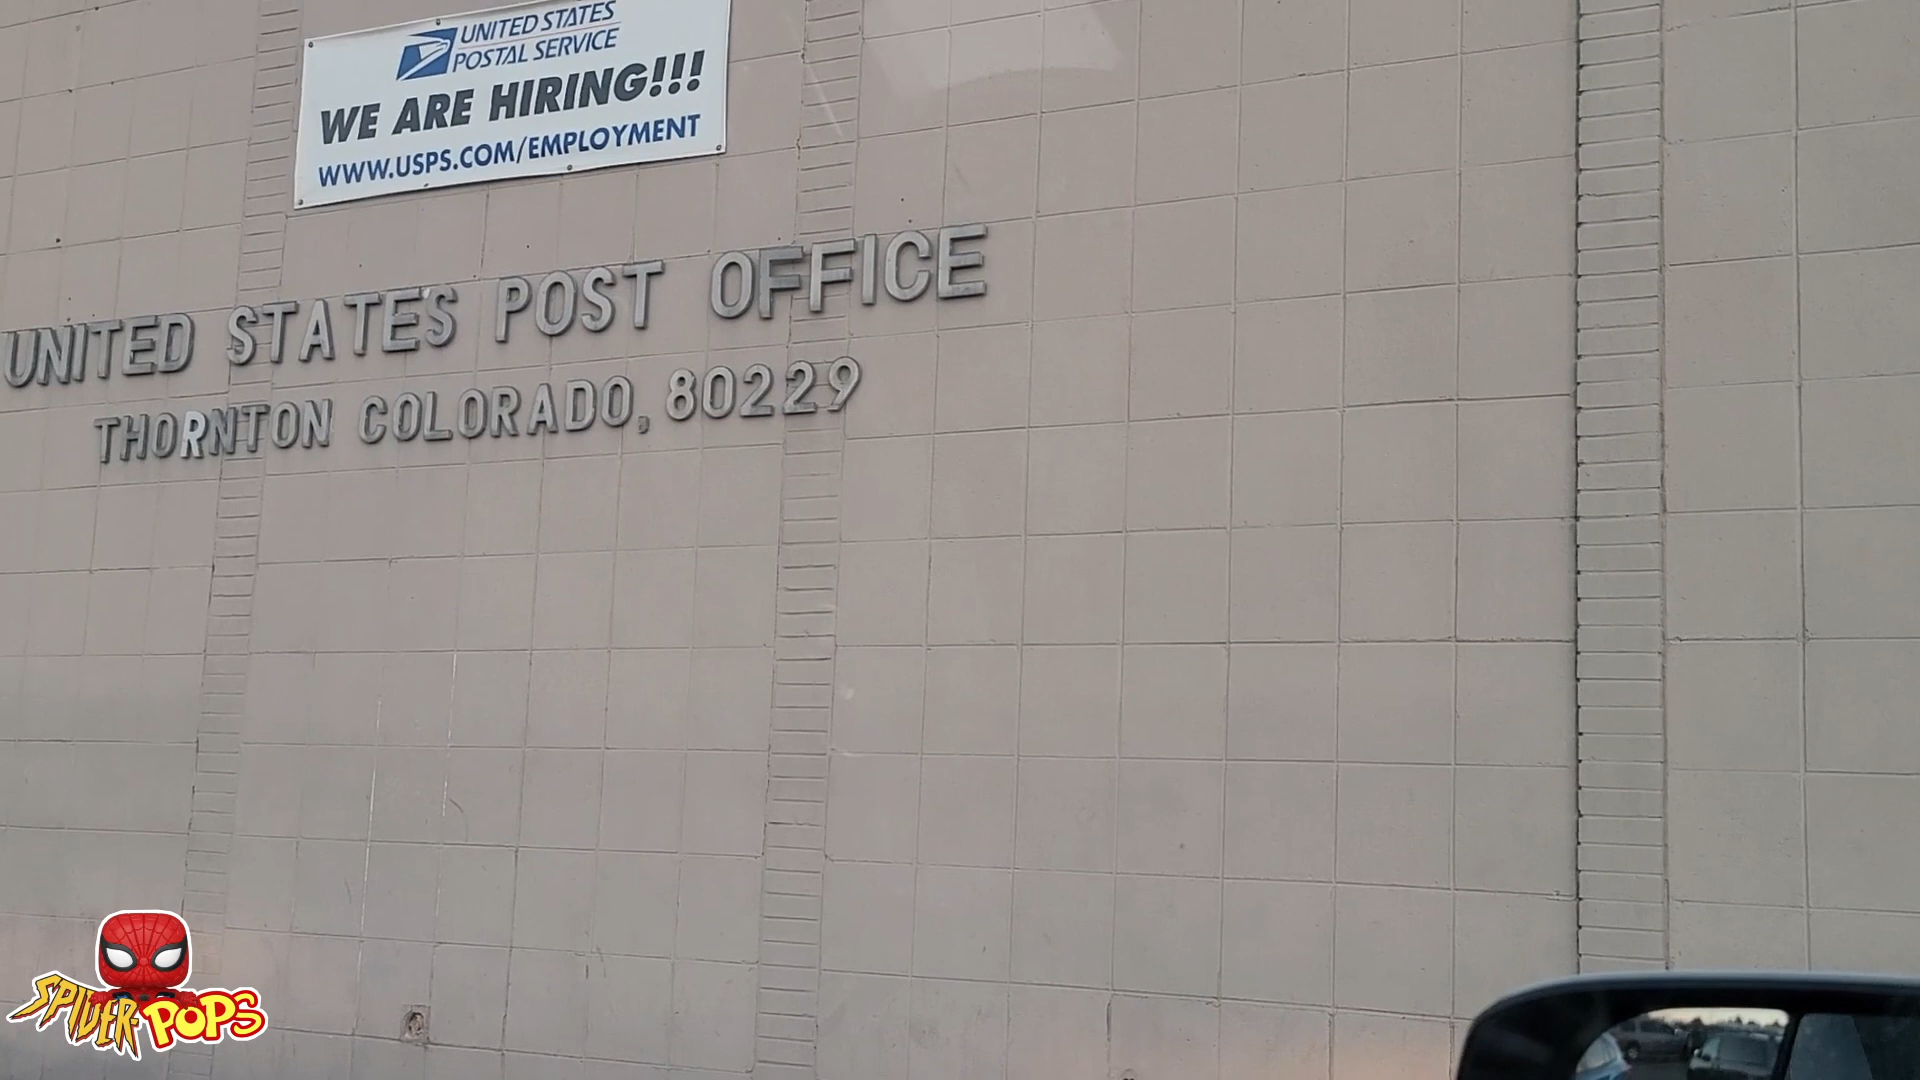 UNITED STATES
POSTAL SERVICE
WE ARE HIRING!!!
WWW.USPS.COM/EMPLOYMENT
UNITED STATES POST OFFICE
THORNTON COLORADO, 80229
SPIDER-POPS